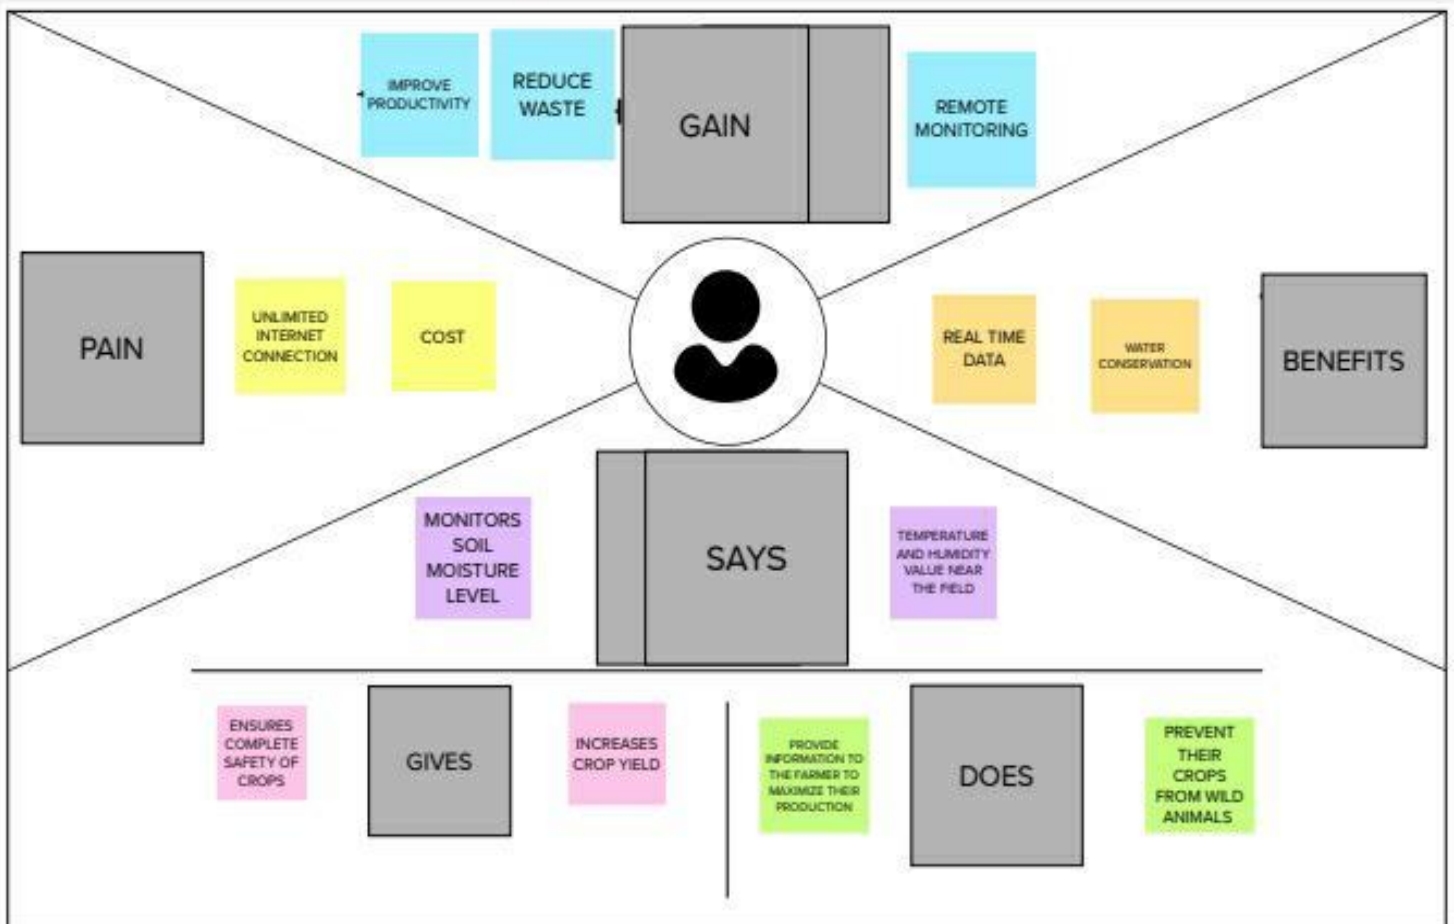 IMPROVE
PRODUCTIVITY
REDUCE
WASTE
GAIN
REMOTE
MONITORING
PAIN
UNLIMITED
INTERNET
CONNECTION
COST
REAL TIME
DATA
WATER
CONSERVATION
BENEFITS
MONITORS
SOIL
MOISTURE
LEVEL
SAYS
TEMPERATURE
AND HUMIDITY
VALUE NEAR
THE FIELD
ENSURES
COMPLETE
SAFETY OF
CROPS
GIVES
INCREASES
CROP YIELD
PROVIDE
INFORMATION TO
THE FARMER TO
MAXIMIZE THEIR
PRODUCTION
DOES
PREVENT
THEIR
CROPS
FROM WILD
ANIMALS